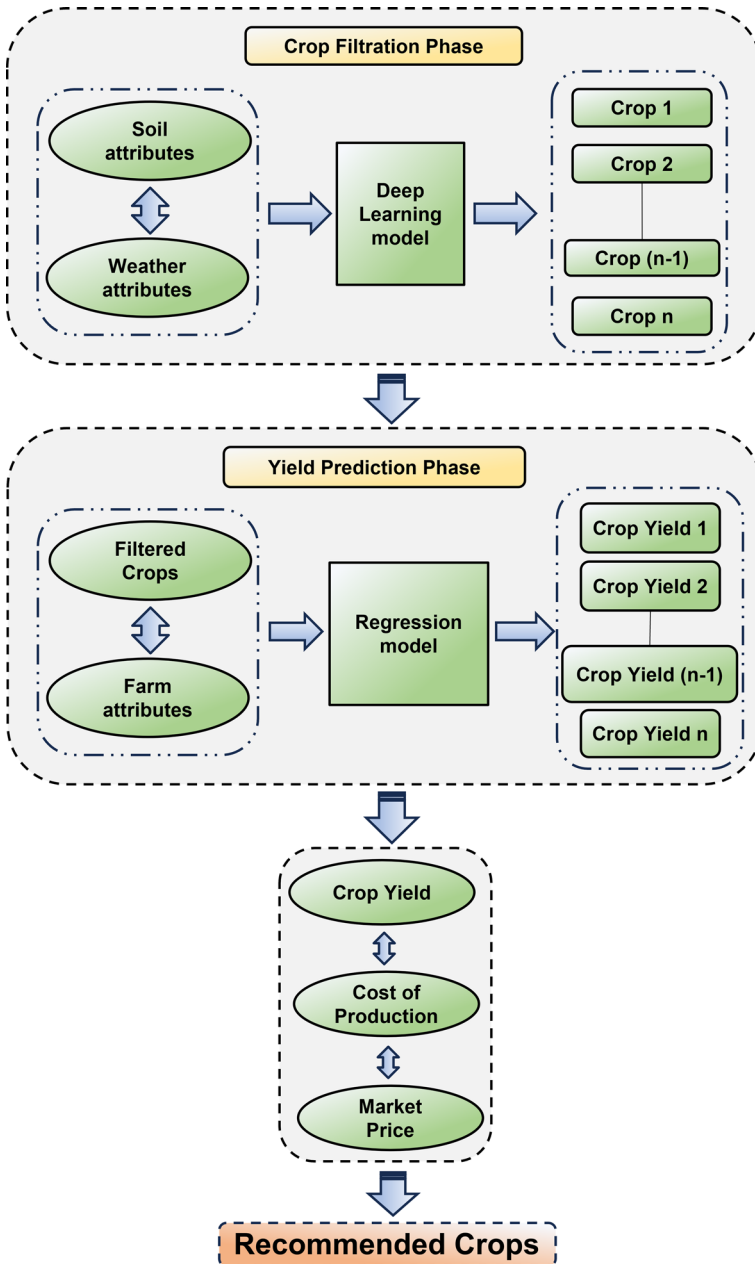 Crop Filtration Phase
Soil
attributes
Weather
attributes
Deep
Learning
model
Crop 1
Crop 2
Crop (n-1)
Crop n
Yield Prediction Phase
Filtered
Crops
Farm
attributes
Regression
model
Crop Yield 1
Crop Yield 2
Crop Yield (n-1)
Crop Yield n
Crop Yield
Cost of
Production
Market
Price
Recommended Crops